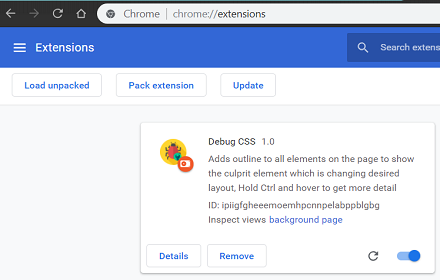 Chrome | chrome://extensions
Extensions
Search extens
Load unpacked
Pack extension
Update
Debug CSS 1.0
Adds outline to all elements on the page to show
the culprit element which is changing desired
layout, Hold Ctrl and hover to get more detail
ID: ipiigfgheeemoemhpcnnpelabppblgbg
Inspect views background page
Details
Remove